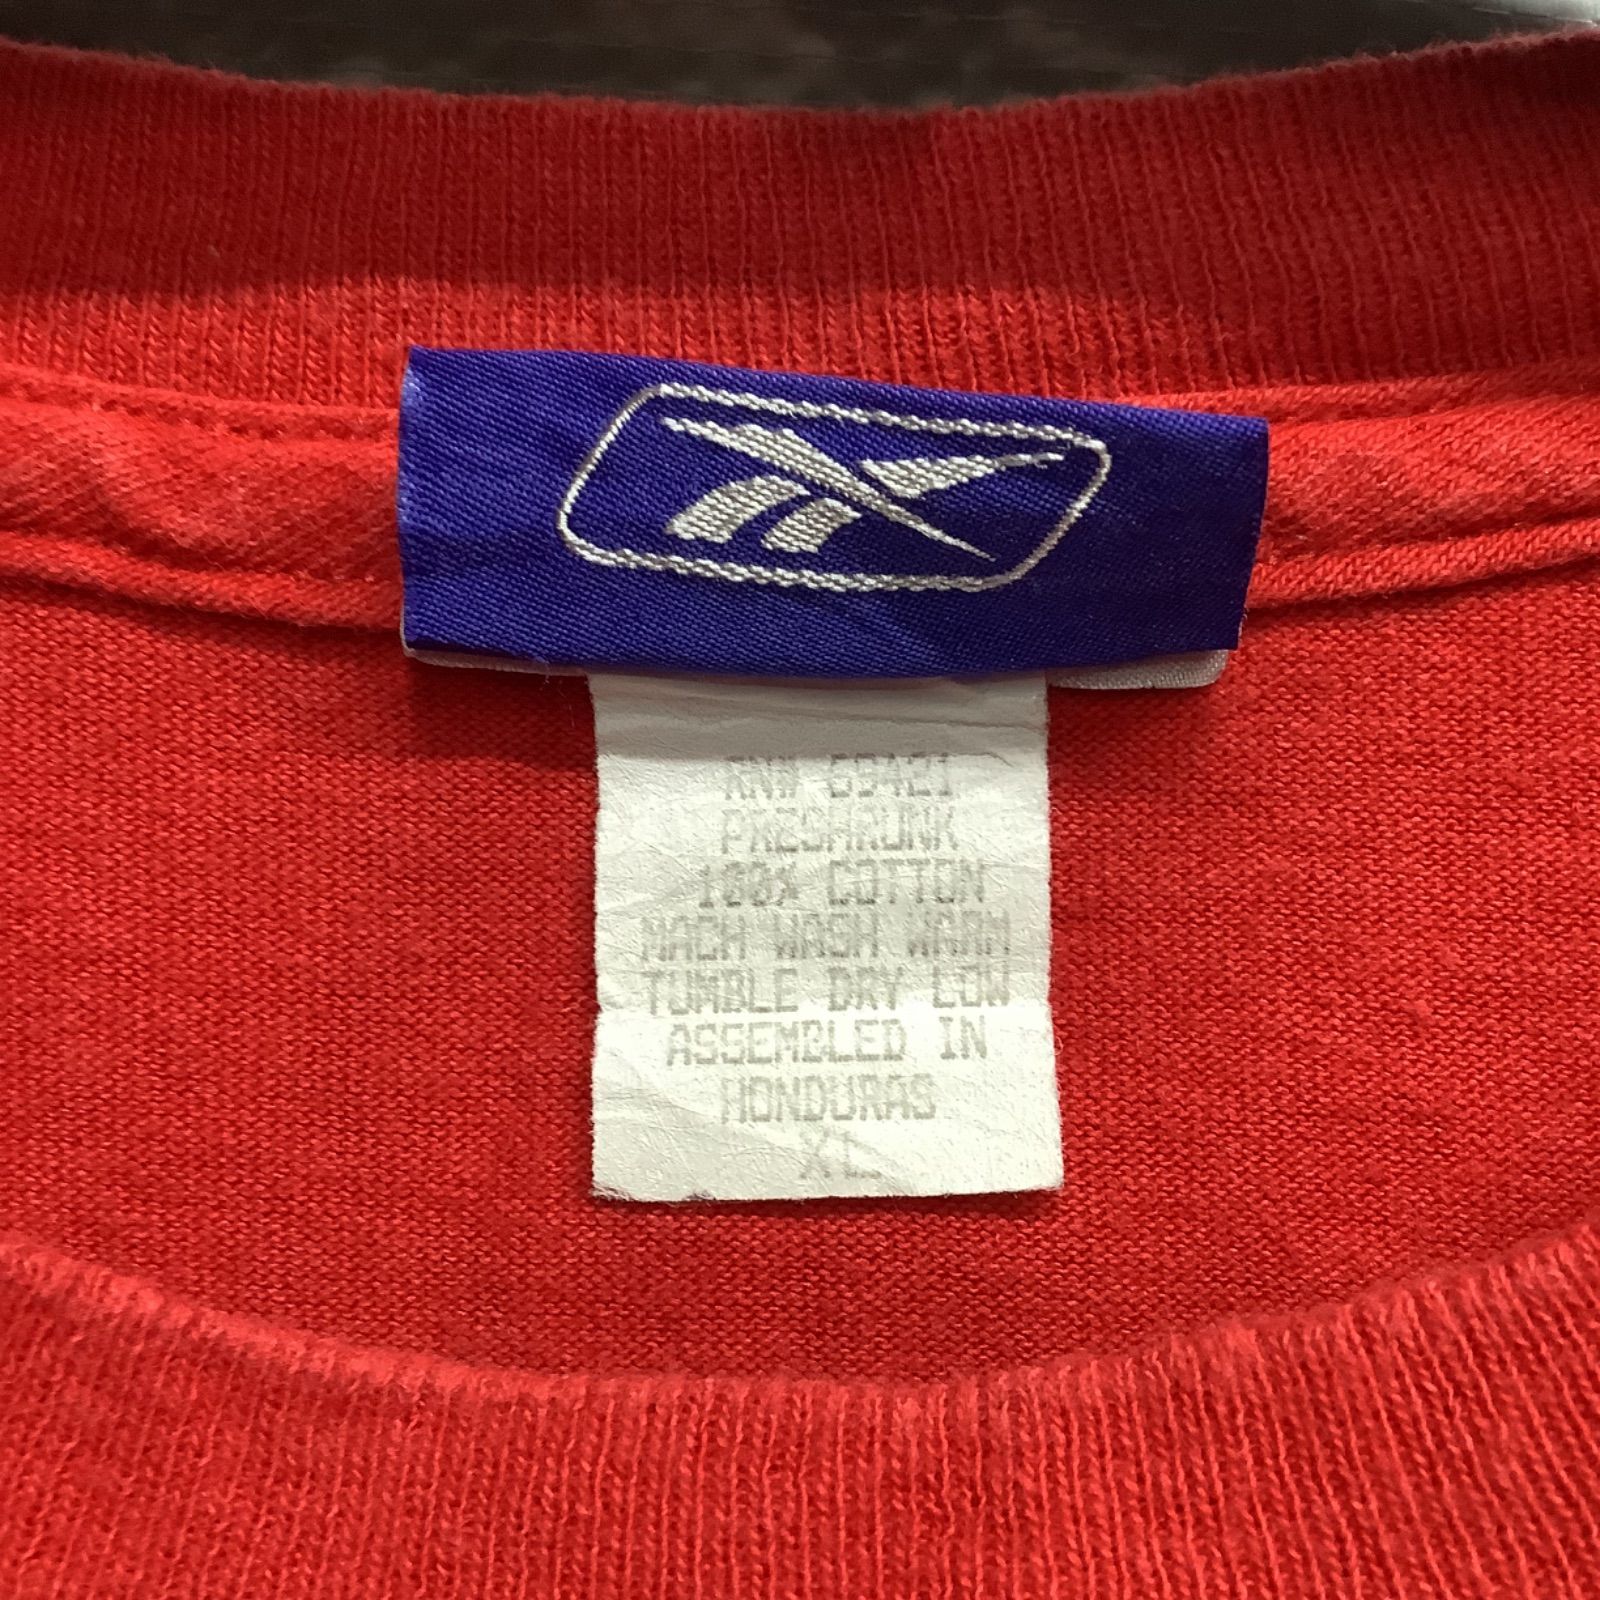 RN# 69421
PRESHRUNK
100% COTTON
MACH WASH WARM
TUMBLE DRY LOW
ASSEMBLED IN
HONDURAS
XL